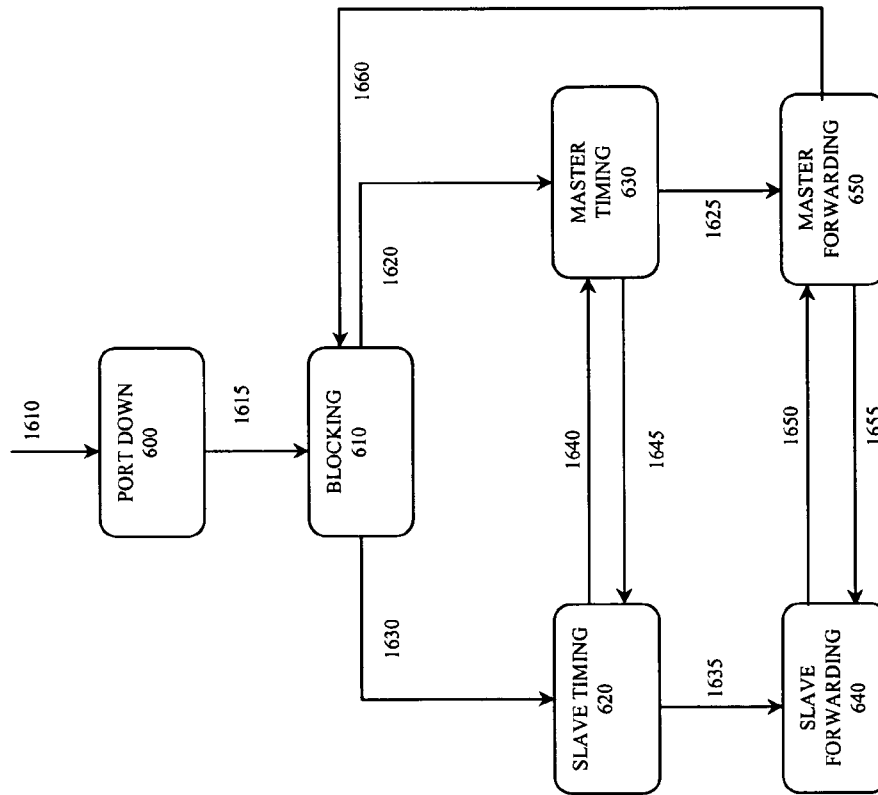 1610
PORT DOWN
600
1615
BLOCKING
610
1660
1620
1630
MASTER
TIMING
630
1640
1645
SLAVE TIMING
620
1625
1635
MASTER
FORWARDING
650
1650
1655
SLAVE
FORWARDING
640